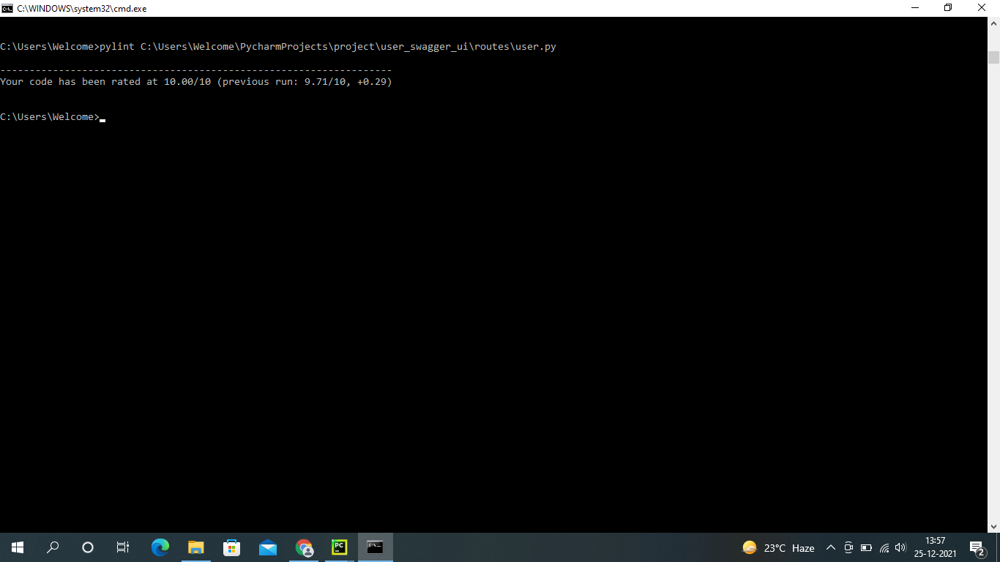 C:\WINDOWS\system32\cmd.exe
C:\Users\Welcome>pylint C:\Users\Welcome\PycharmProjects\project\user_swagger_ui\routes\user.py
-------------------------------------------------------------------
Your code has been rated at 10.00/10 (previous run: 9.71/10, +0.29)
C:\Users\Welcome>
PC
23°C Haze
13:57
25-12-2021
2